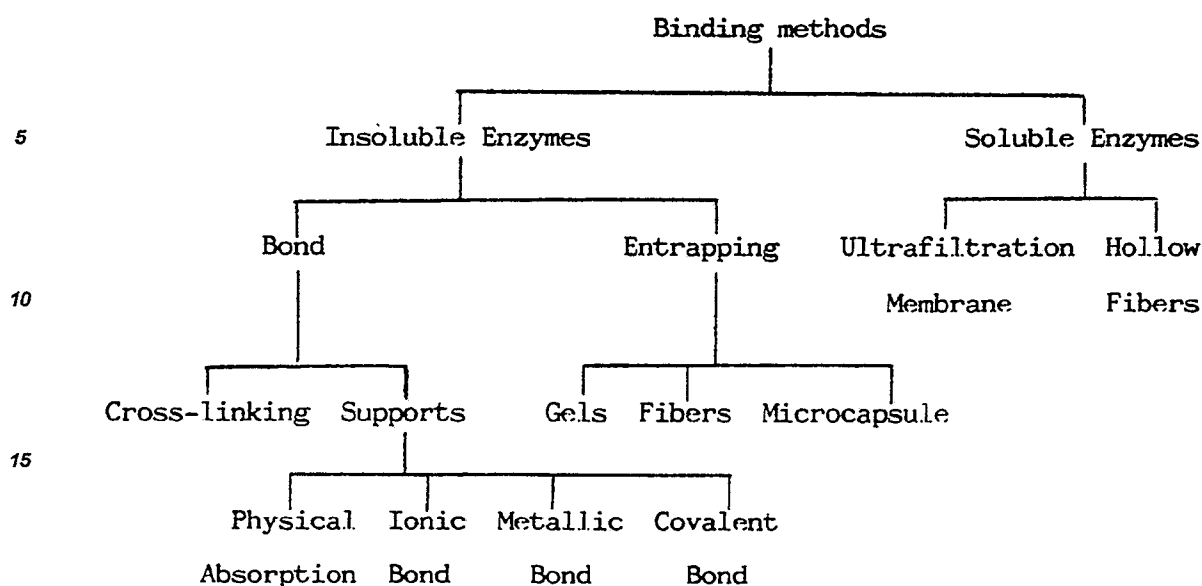 Binding methods
5 Insoluble Enzymes Soluble Enzymes
Bond Entrapping Ultrafiltration Hollow
10 Membrane Fibers
Cross-linking Supports Gels Fibers Microcapsule
15
Physical Ionic Metallic Covalent
Absorption Bond Bond Bond